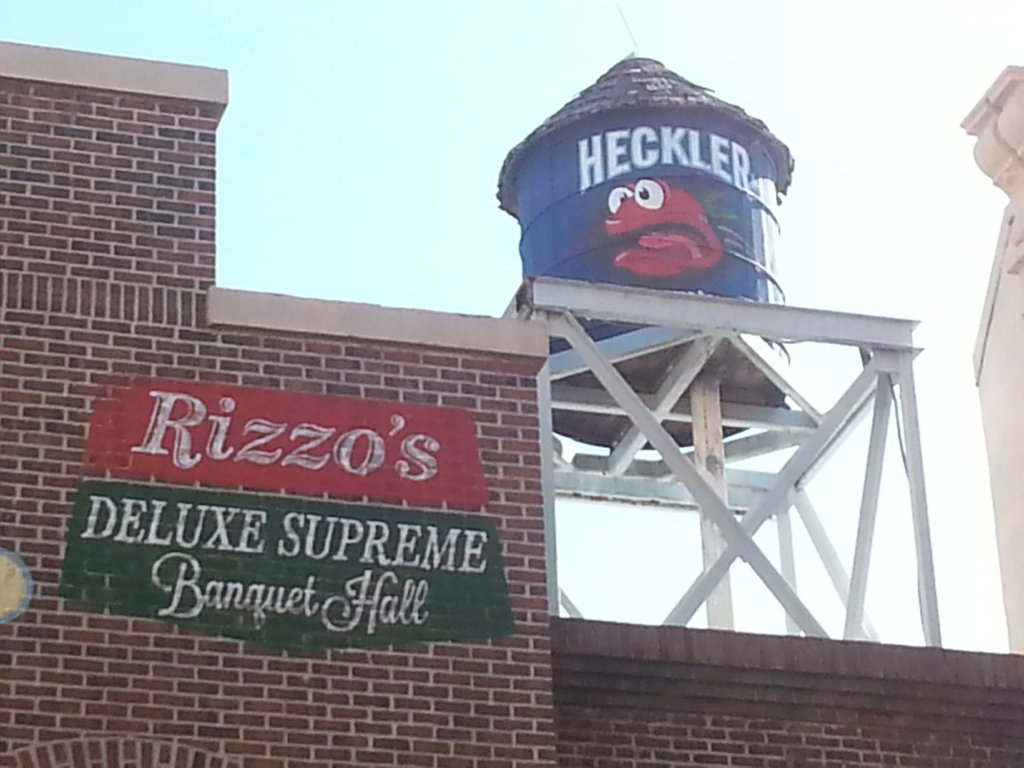 HECKLER
Rizzo's
DELUXE SUPREME
Banquet Hall